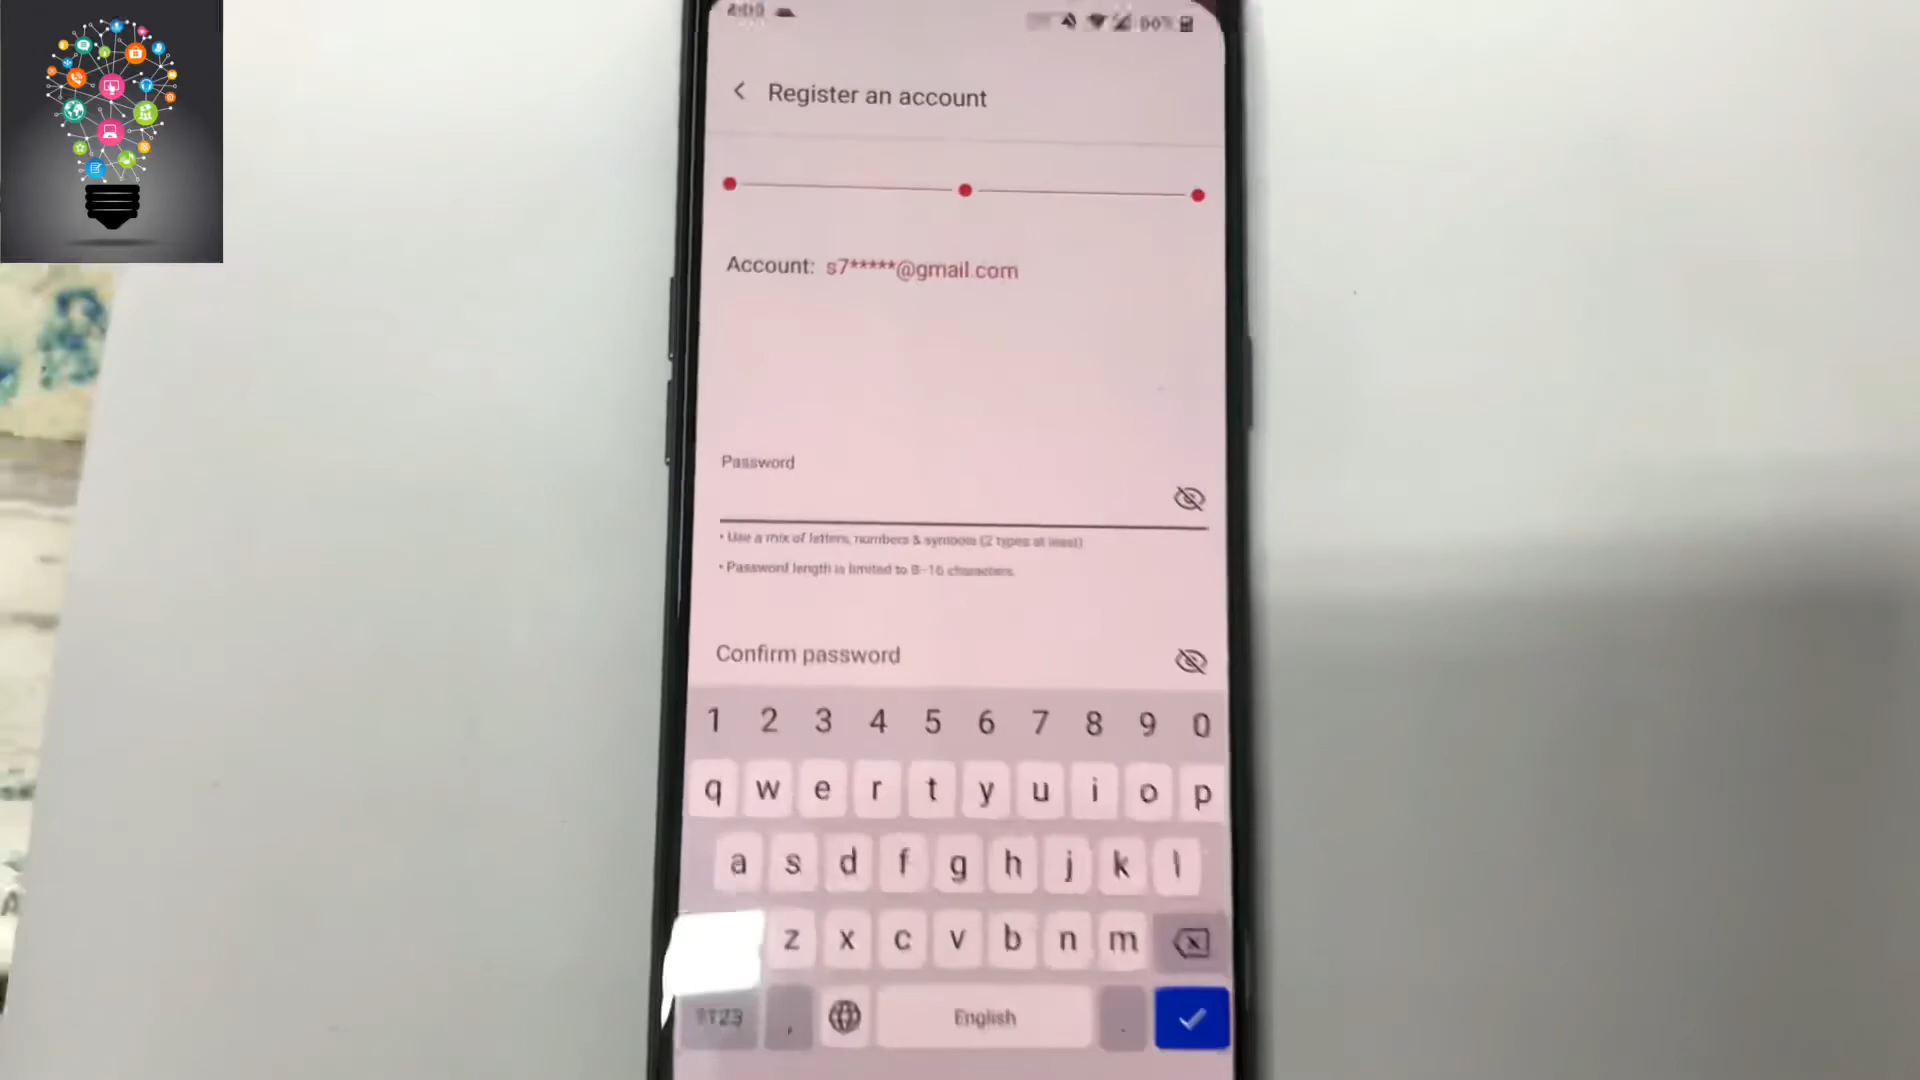 Register an account
Account: s7*****@gmail.com
Password
• Use a mix of letters, numbers & symbols (2 types at least)
• Password length is limited to 8-16 characters.
Confirm password
1 2 3 4 5 6 7 8 9 0
q w e r t y u i o p
a s d f g h j k l
z x c v b n m
?123 , English .